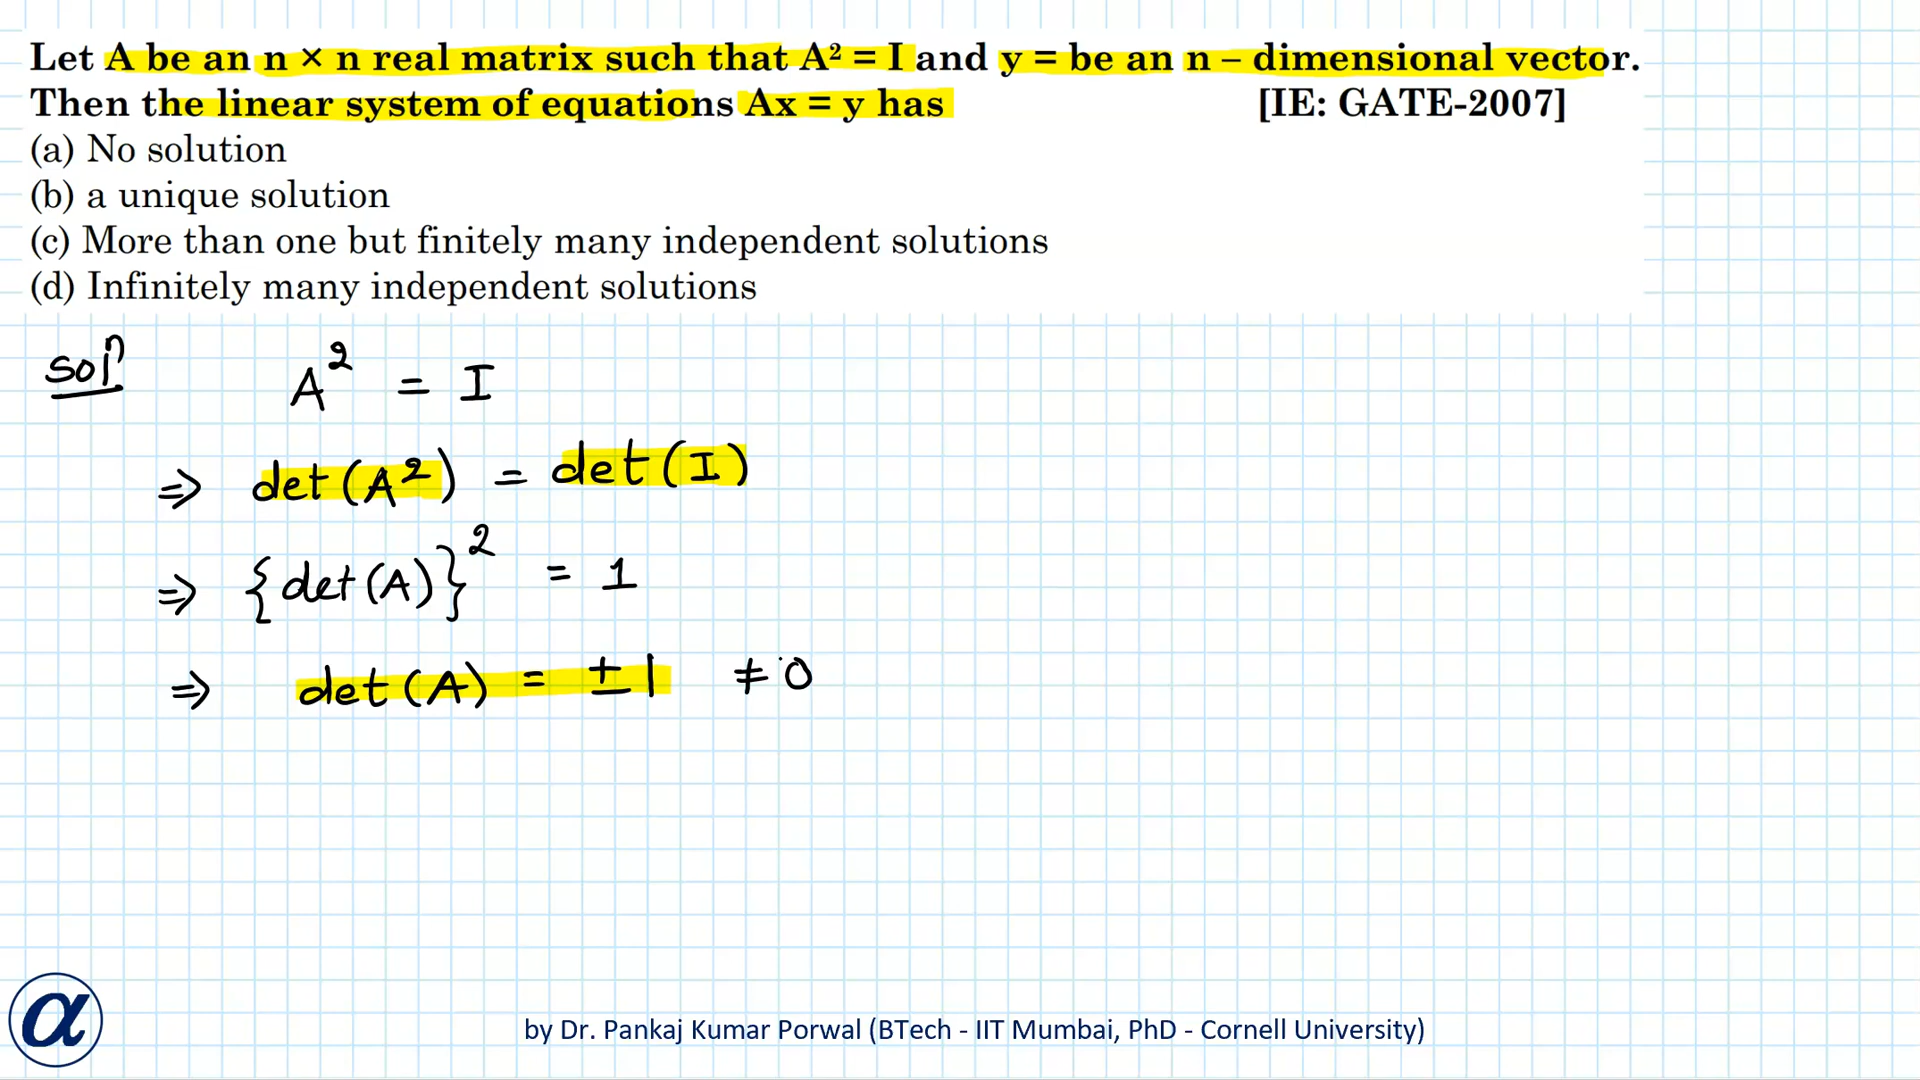 Let A be an n × n real matrix such that A² = I and y = be an n – dimensional vector.
Then the linear system of equations Ax = y has [IE: GATE-2007]
(a) No solution
(b) a unique solution
(c) More than one but finitely many independent solutions
(d) Infinitely many independent solutions
Solⁿ A² = I
⇒ det(A²) = det(I)
⇒ {det(A)}² = 1
⇒ det(A) = ±1 ≠ 0
α
by Dr. Pankaj Kumar Porwal (BTech - IIT Mumbai, PhD - Cornell University)